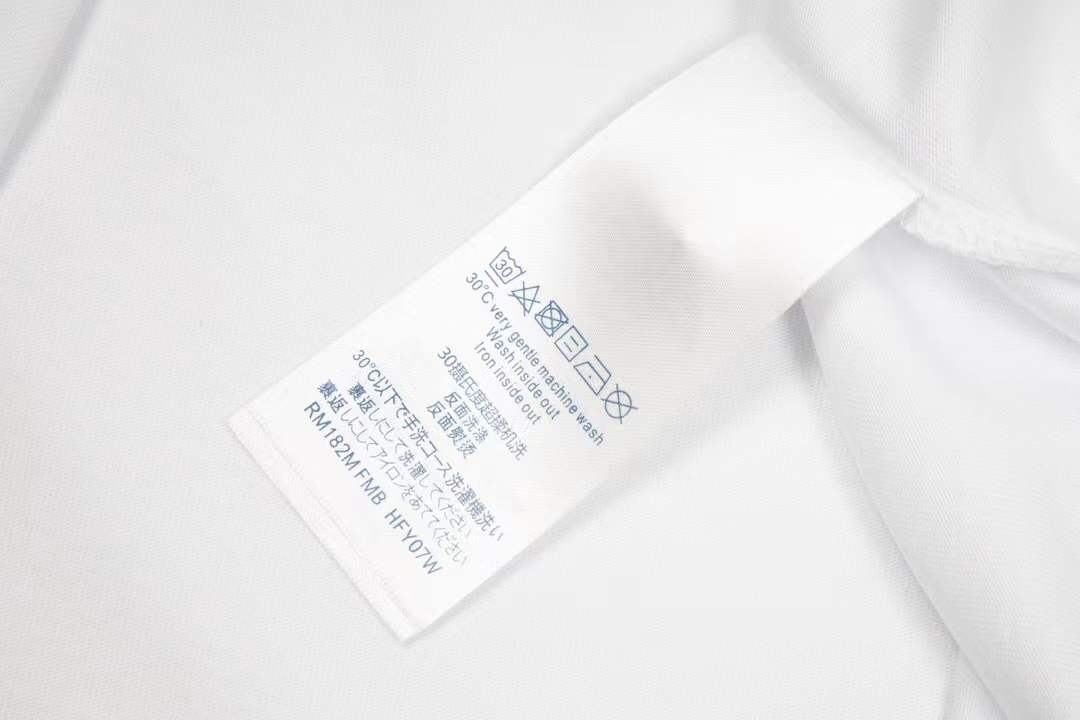 30
30°C very gentle machine wash
Wash inside out
Iron inside out
30摄氏度超揉机洗
反面洗涤
反面熨烫
30℃以下で手洗コース洗濯機洗い
裏返しにして洗濯してください
裏返しにしてアイロンをあててください
RM182M FMB HFY07W